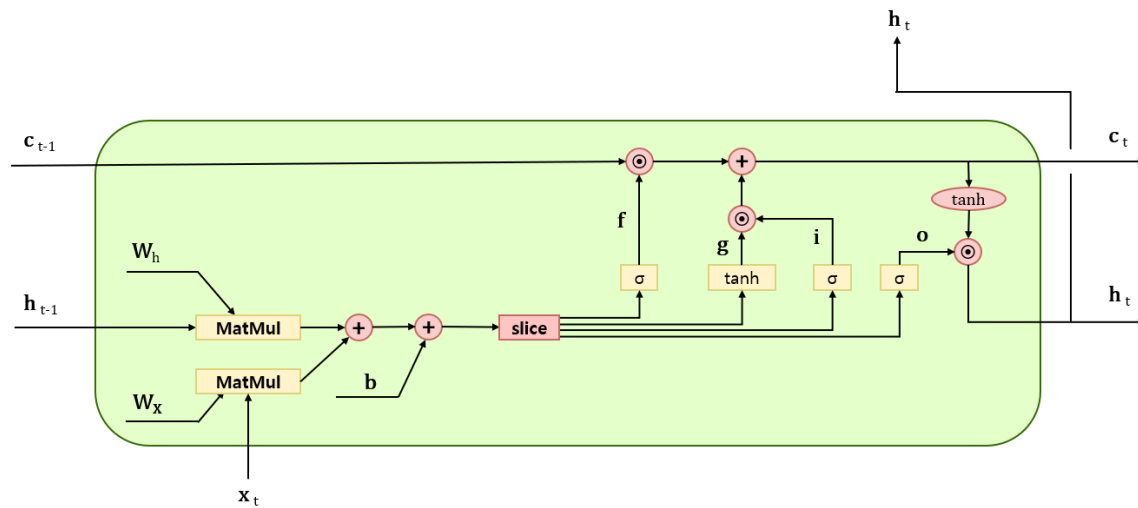 h t
c t-1
c t
tanh
f
g
i
o
W h
σ
tanh
σ
σ
h t-1
h t
MatMul
slice
MatMul
b
W x
x t